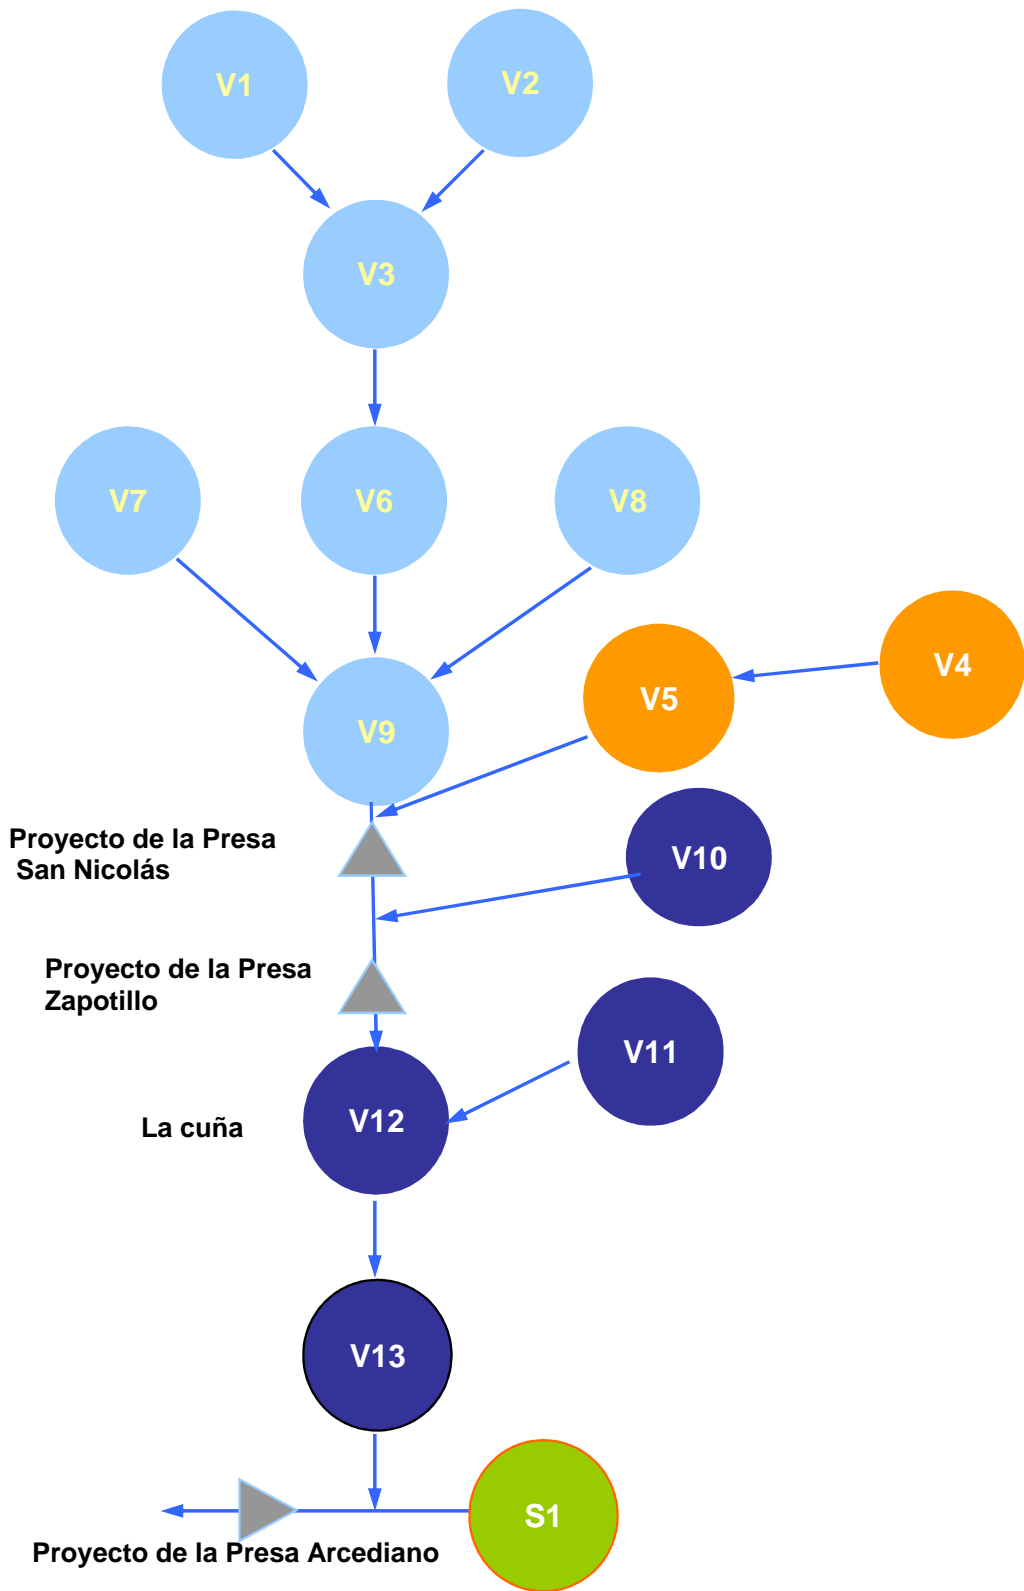 V1
V2
V3
V7
V6
V8
V4
V5
V9
Proyecto de la Presa
San Nicolás
V10
Proyecto de la Presa
Zapotillo
V11
V12
La cuña
V13
S1
Proyecto de la Presa Arcediano